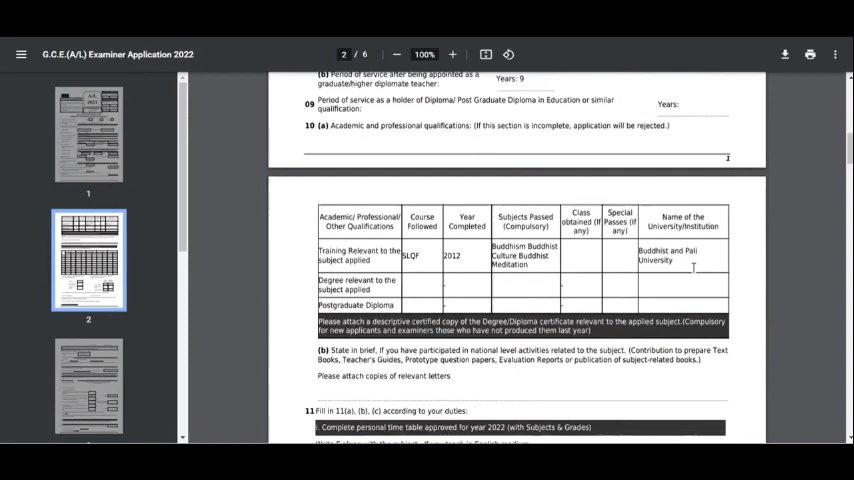 G.C.E.(A/L) Examiner Application 2022
2 / 6
100%
(b) Period of service after being appointed as a
graduate/higher diplomate teacher:
Years: 9
09 Period of service as a holder of Diploma/ Post Graduate Diploma in Education or similar
qualification:
Years:
10 (a) Academic and professional qualifications: (If this section is incomplete, application will be rejected.)
1
Academic/ Professional/
Other Qualifications
Course
Followed
Year
Completed
Subjects Passed
(Compulsory)
Class
obtained (If
any)
Special
Passes (If
any)
Name of the
University/Institution
Training Relevant to the
subject applied
SLQF
2012
Buddhism Buddhist
Culture Buddhist
Meditation
Buddhist and Pali
University
Degree relevant to the
subject applied
-
-
Postgraduate Diploma
-
-
Please attach a descriptive certified copy of the Degree/Diploma certificate relevant to the applied subject.(Compulsory
for new applicants and examiners those who have not produced them last year)
(b) State in brief, If you have participated in national level activities related to the subject. (Contribution to prepare Text
Books, Teacher's Guides, Prototype question papers, Evaluation Reports or publication of subject-related books.)
Please attach copies of relevant letters
11 Fill in 11(a), (b), (c) according to your duties:
i. Complete personal time table approved for year 2022 (with Subjects & Grades)
1
2